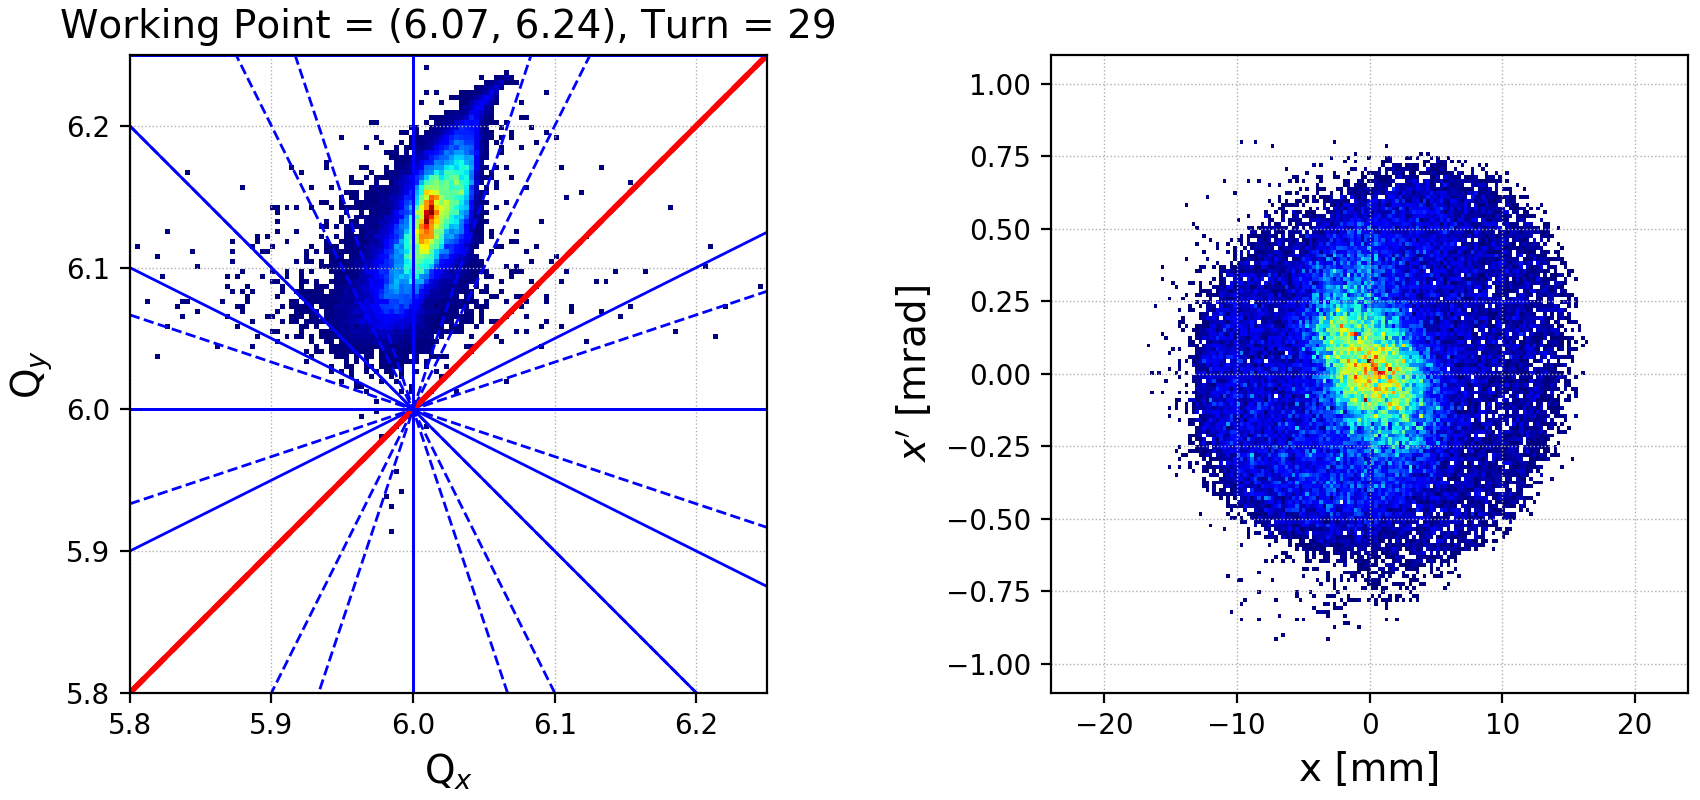 Working Point = (6.07, 6.24), Turn = 29
6.2
6.1
6.0
5.9
5.8
Qy
5.8 5.9 6.0 6.1 6.2
Qx
1.00
0.75
0.50
0.25
0.00
−0.25
−0.50
−0.75
−1.00
x′ [mrad]
−20 −10 0 10 20
x [mm]